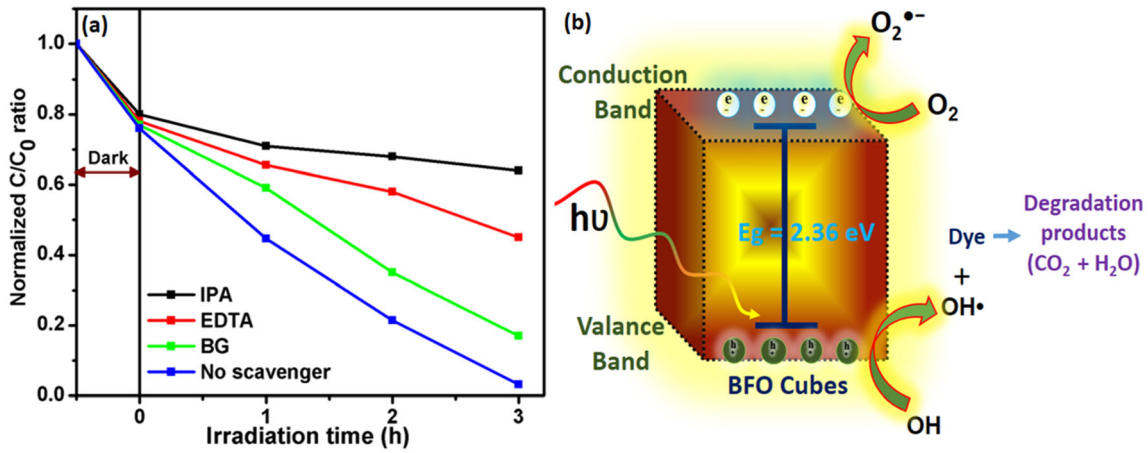 (a)
Normalized C/C₀ ratio
1.0
0.8
0.6
0.4
0.2
0.0
Dark
IPA
EDTA
BG
No scavenger
0
1
2
3
Irradiation time (h)
(b)
O₂•−
Conduction
Band
e e e e
- - - -
O₂
hυ
Eg = 2.36 eV
Dye
Degradation
products
(CO₂ + H₂O)
+
OH•
Valance
Band
h h h h
BFO Cubes
OH